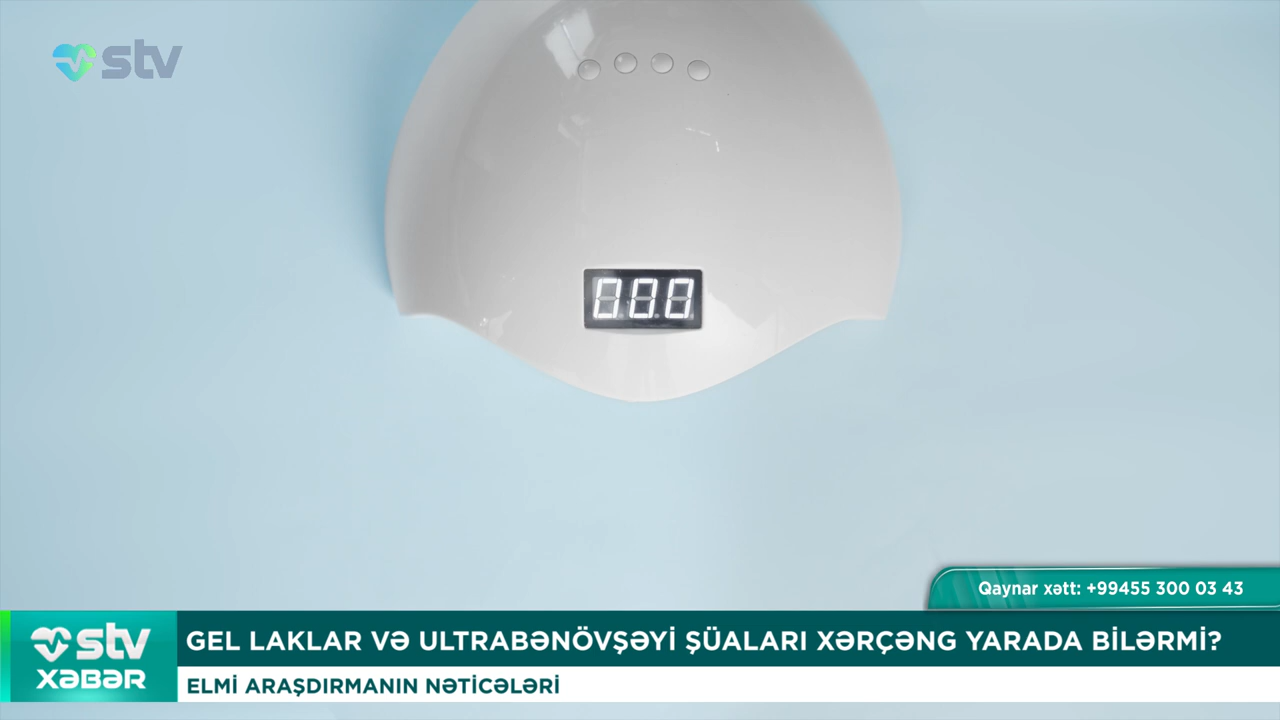 stv
000
Qaynar xətt: +99455 300 03 43
stv
XƏBƏR
GEL LAKLAR VƏ ULTRABƏNÖVŞƏYİ ŞÜALARI XƏRÇƏNG YARADA BİLƏRMİ?
ELMİ ARAŞDIRMANIN NƏTİCƏLƏRİ